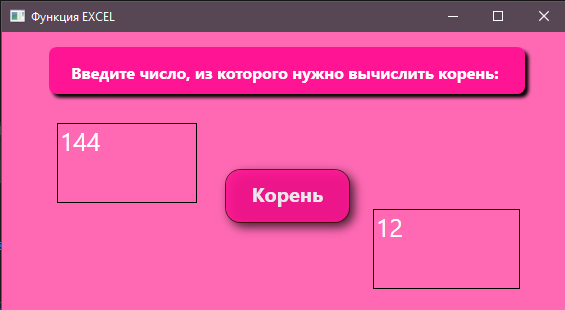 Функция EXCEL
Введите число, из которого нужно вычислить корень:
144
Корень
12